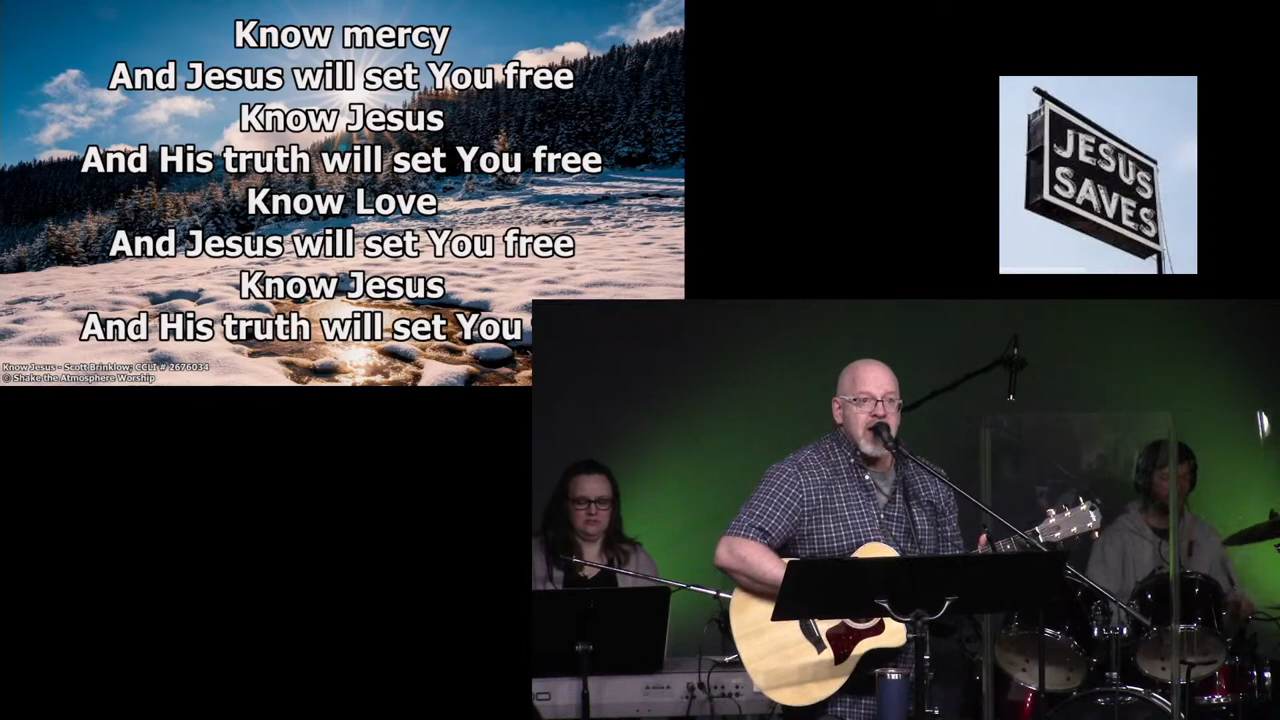 Know mercy
And Jesus will set You free
Know Jesus
And His truth will set You free
Know Love
And Jesus will set You free
Know Jesus
And His truth will set You
Know Jesus - Scott Brinklow; CCLI # 2676034
© Shake the Atmosphere Worship
JESUS
SAVES